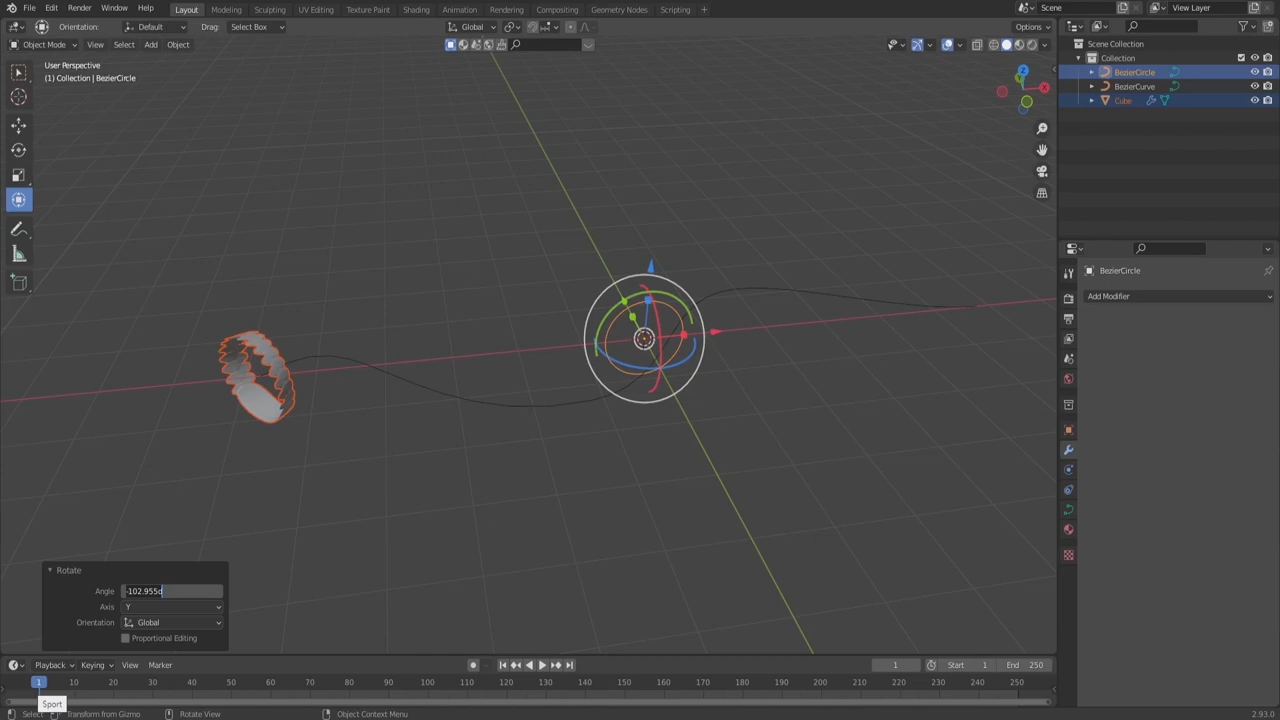 File Edit Render Window Help Layout Modeling Sculpting UV Editing Texture Paint Shading Animation Rendering Compositing Geometry Nodes Scripting + Scene View Layer
Orientation: Default Drag: Select Box Global Options
Object Mode View Select Add Object
User Perspective
(1) Collection | BezierCircle
Scene Collection
Collection
BezierCircle
BezierCurve
Cube
BezierCircle
Add Modifier
Z
X
Rotate
Angle -102.955d
Axis Y
Orientation: Global
Proportional Editing
Playback Keying View Marker 1 Start 1 End 250
1 10 20 30 40 50 60 70 80 90 100 110 120 130 140 150 160 170 180 190 200 210 220 230 240 250
Sport
Select Transform from Gizmo Rotate View Object Context Menu 2.93.0